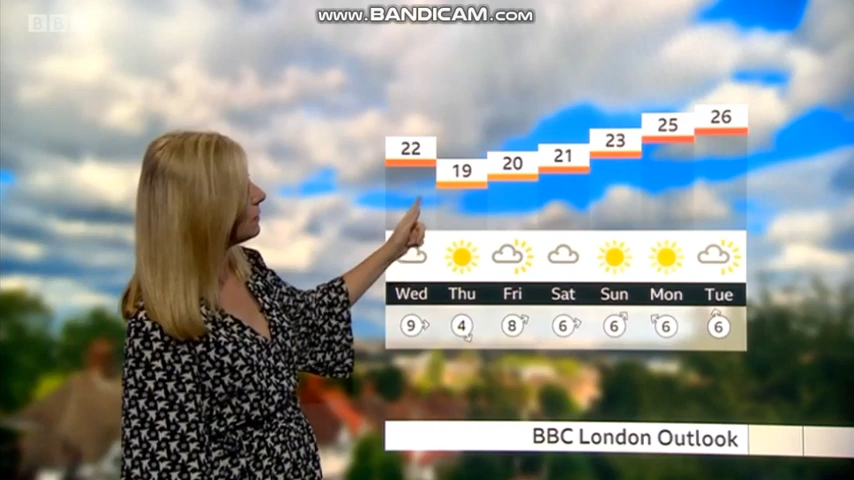 BBC
www.BANDICAM.com
22 19 20 21 23 25 26
Wed Thu Fri Sat Sun Mon Tue
9 4 8 6 6 6 6
BBC London Outlook